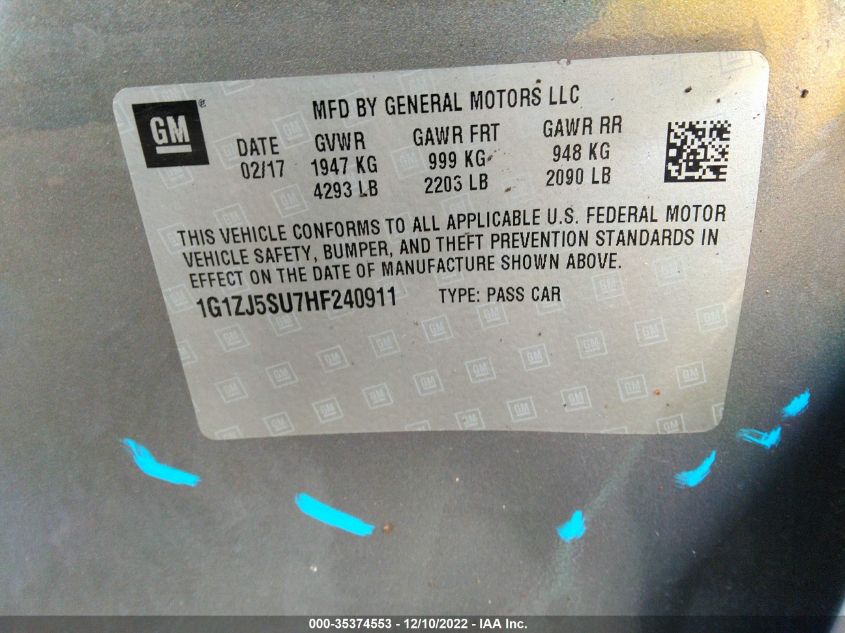 GM ®
MFD BY GENERAL MOTORS LLC
DATE GVWR GAWR FRT GAWR RR
02/17 1947 KG 999 KG 948 KG
4293 LB 2203 LB 2090 LB
THIS VEHICLE CONFORMS TO ALL APPLICABLE U.S. FEDERAL MOTOR
VEHICLE SAFETY, BUMPER, AND THEFT PREVENTION STANDARDS IN
EFFECT ON THE DATE OF MANUFACTURE SHOWN ABOVE.
1G1ZJ5SU7HF240911 TYPE: PASS CAR
000-35374553 - 12/10/2022 - IAA Inc.